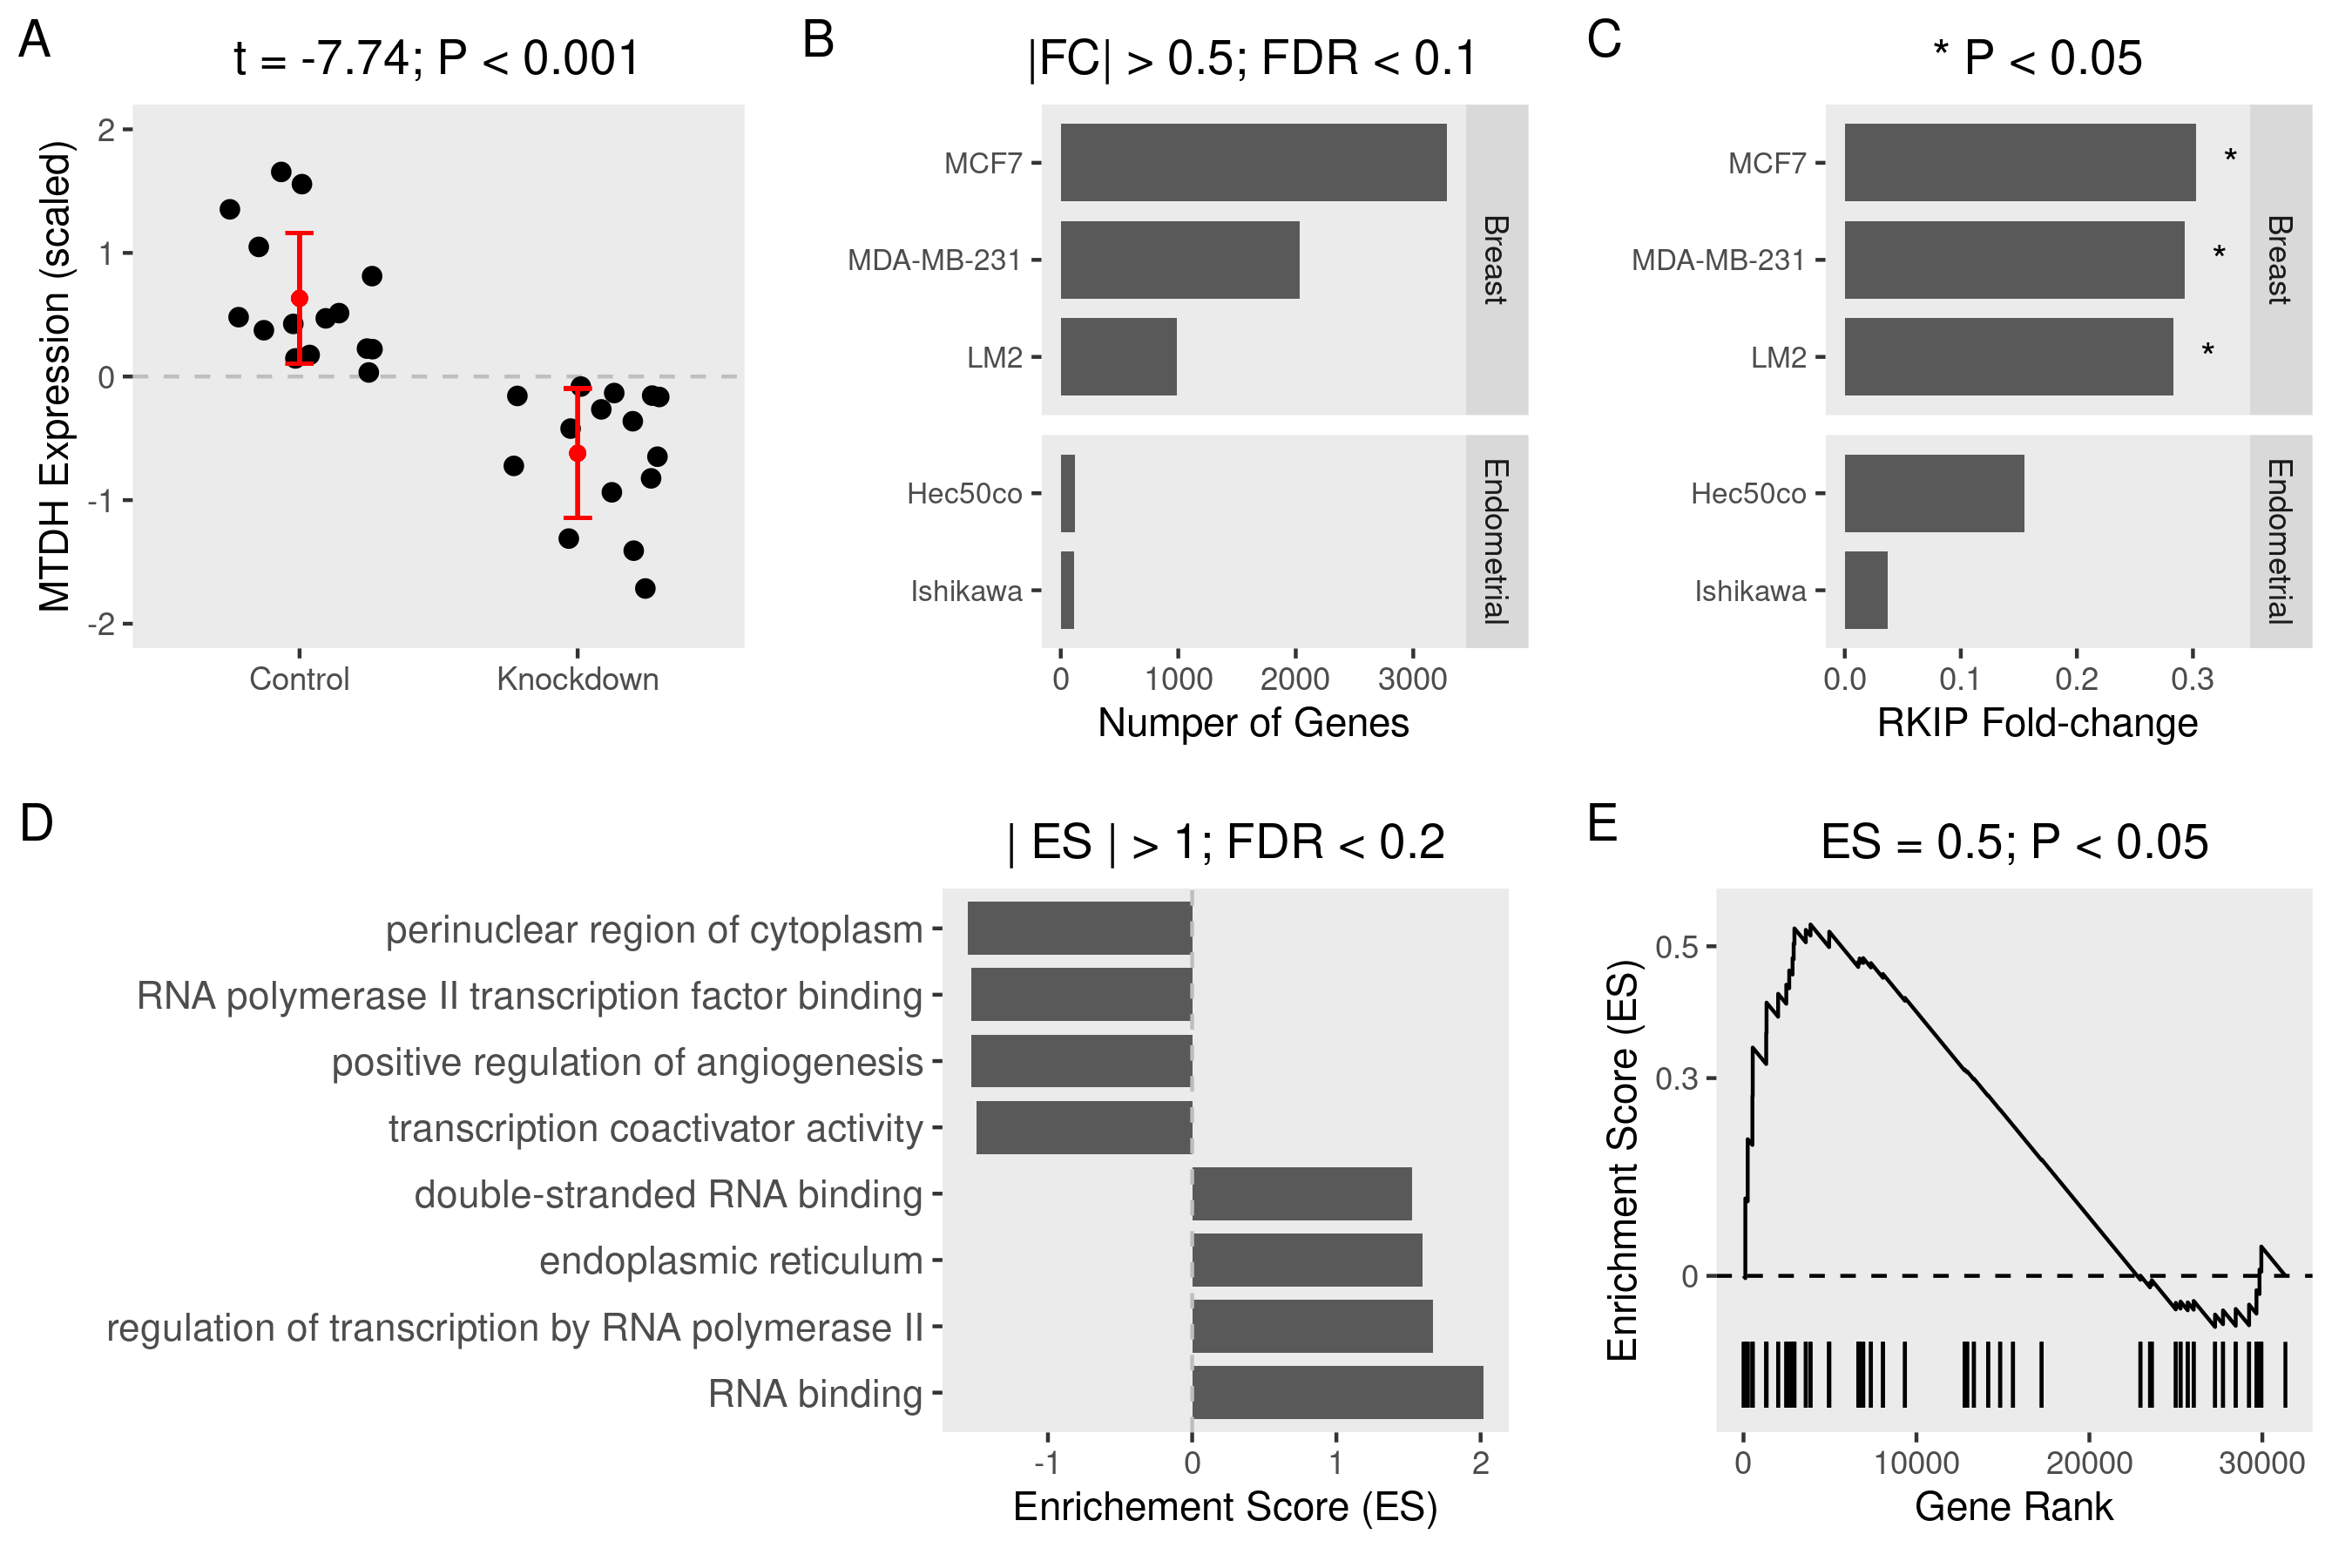 A
t = -7.74; P < 0.001
MTDH Expression (scaled)
2
1
0
-1
-2
Control
Knockdown
B
|FC| > 0.5; FDR < 0.1
MCF7
MDA-MB-231
LM2
Breast
Hec50co
Ishikawa
Endometrial
0
1000
2000
3000
Numper of Genes
C
* P < 0.05
MCF7
*
MDA-MB-231
*
LM2
*
Breast
Hec50co
Ishikawa
Endometrial
0.0
0.1
0.2
0.3
RKIP Fold-change
D
| ES | > 1; FDR < 0.2
perinuclear region of cytoplasm
RNA polymerase II transcription factor binding
positive regulation of angiogenesis
transcription coactivator activity
double-stranded RNA binding
endoplasmic reticulum
regulation of transcription by RNA polymerase II
RNA binding
-1
0
1
2
Enrichement Score (ES)
E
ES = 0.5; P < 0.05
Enrichment Score (ES)
0.5
0.3
0
0
10000
20000
30000
Gene Rank